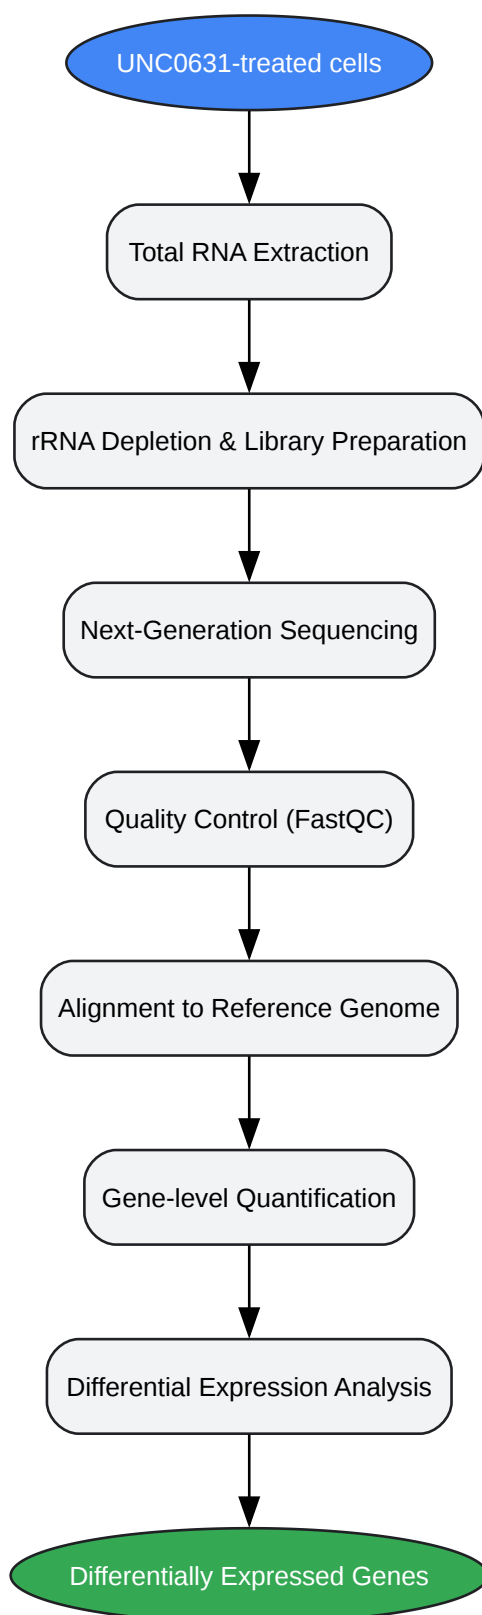 UNC0631-treated cells
Total RNA Extraction
rRNA Depletion & Library Preparation
Next-Generation Sequencing
Quality Control (FastQC)
Alignment to Reference Genome
Gene-level Quantification
Differential Expression Analysis
Differentially Expressed Genes